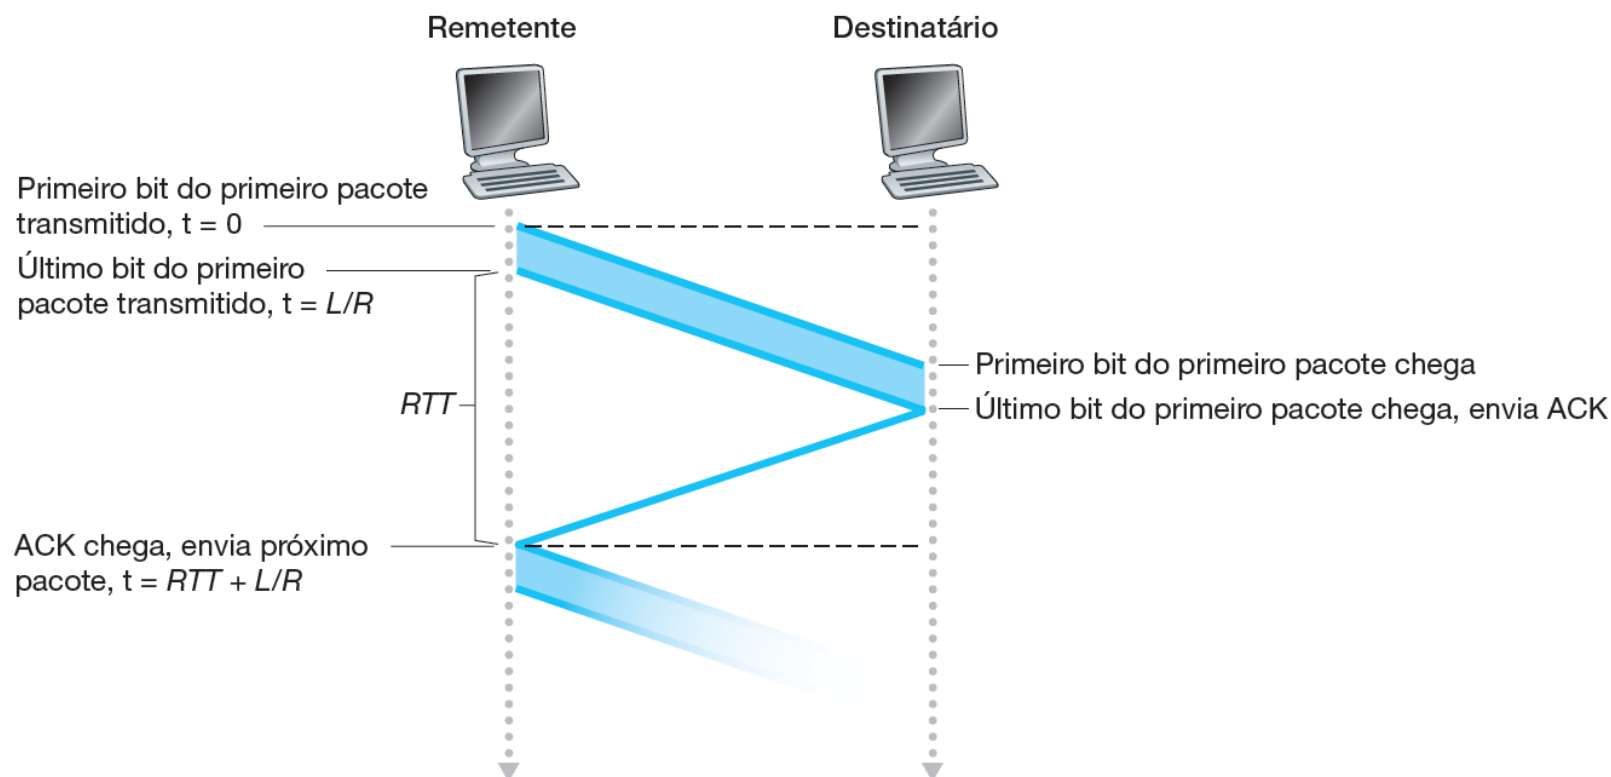 Remetente
Destinatário
Primeiro bit do primeiro pacote
transmitido, t = 0
Último bit do primeiro
pacote transmitido, t = L/R
Primeiro bit do primeiro pacote chega
RTT
Último bit do primeiro pacote chega, envia ACK
ACK chega, envia próximo
pacote, t = RTT + L/R